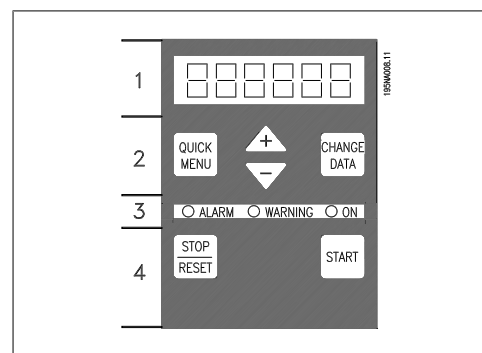 1
195NA008.11
2
QUICK
MENU
+
-
CHANGE
DATA
3
ALARM
WARNING
ON
4
STOP
RESET
START